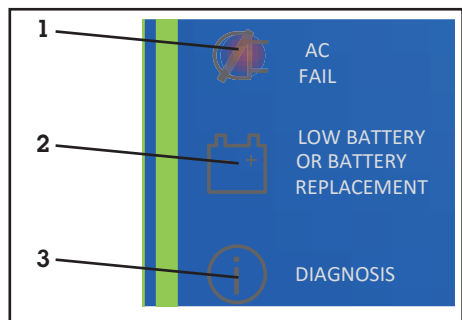 1
AC
FAIL
2
LOW BATTERY
OR BATTERY
REPLACEMENT
3
DIAGNOSIS